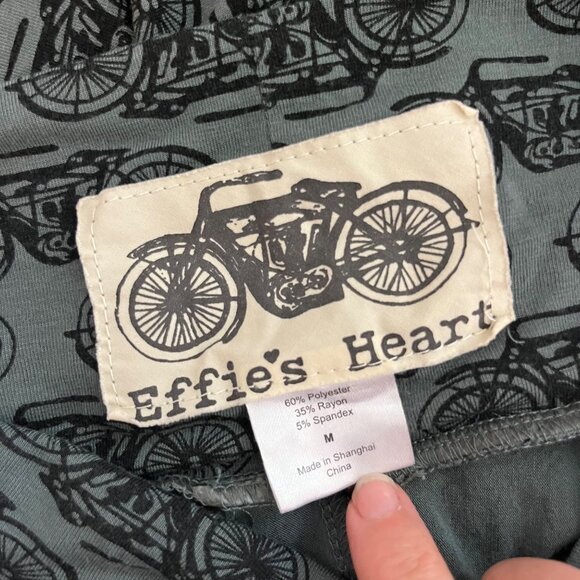 Effie's Heart
60% Polyester
35% Rayon
5% Spandex
M
Made in Shanghai
China